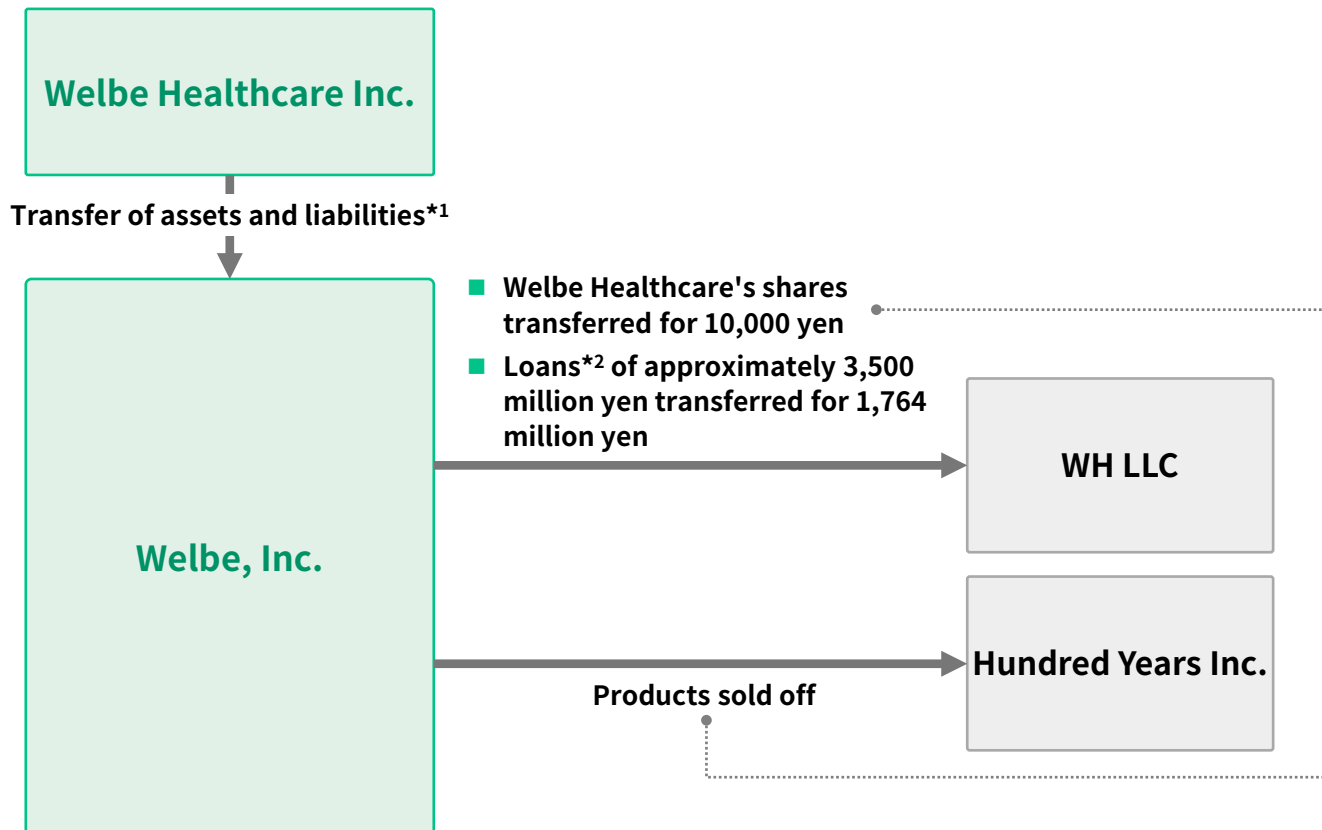 Welbe Healthcare Inc.
Transfer of assets and liabilities*1
■ Welbe Healthcare's shares
transferred for 10,000 yen
■ Loans*2 of approximately 3,500
million yen transferred for 1,764
million yen
WH LLC
Welbe, Inc.
Hundred Years Inc.
Products sold off